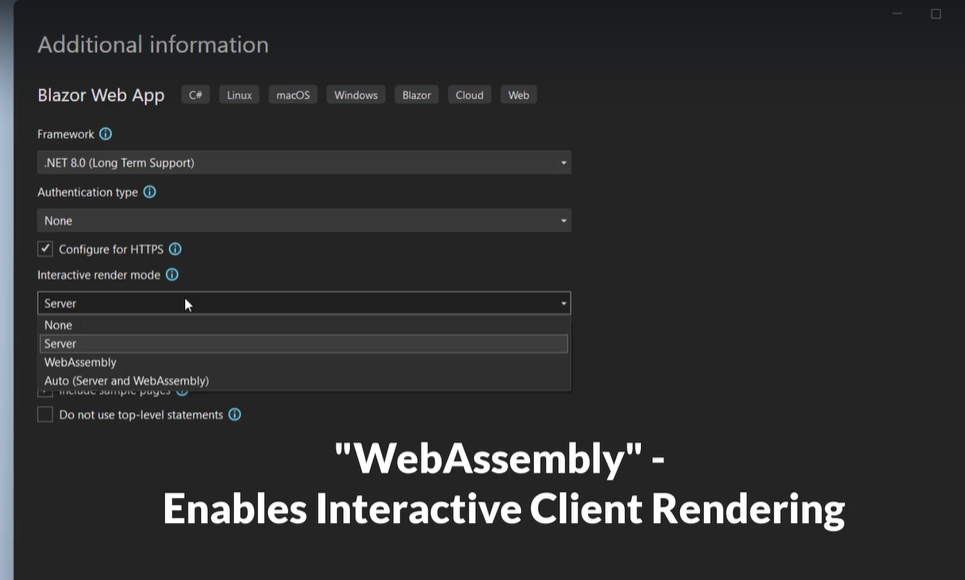 Additional information
Blazor Web App C# Linux macOS Windows Blazor Cloud Web
Framework
.NET 8.0 (Long Term Support)
Authentication type
None
Configure for HTTPS
Interactive render mode
Server
None
Server
WebAssembly
Auto (Server and WebAssembly)
Include sample pages
Do not use top-level statements
"WebAssembly" -
Enables Interactive Client Rendering